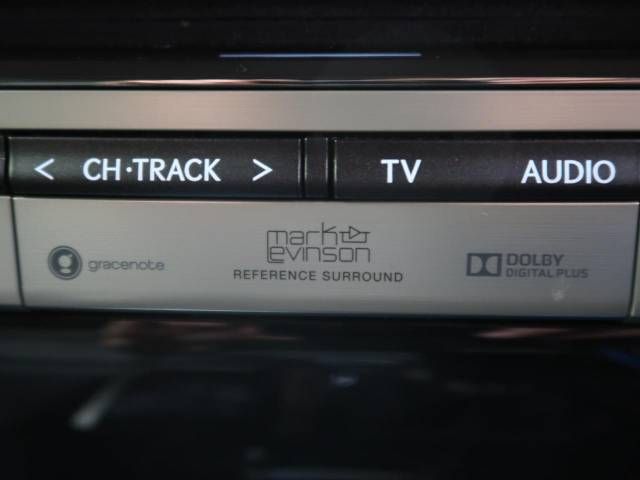 < CH·TRACK > TV AUDIO
gracenote
mark
Levinson
REFERENCE SURROUND
DOLBY
DIGITAL PLUS